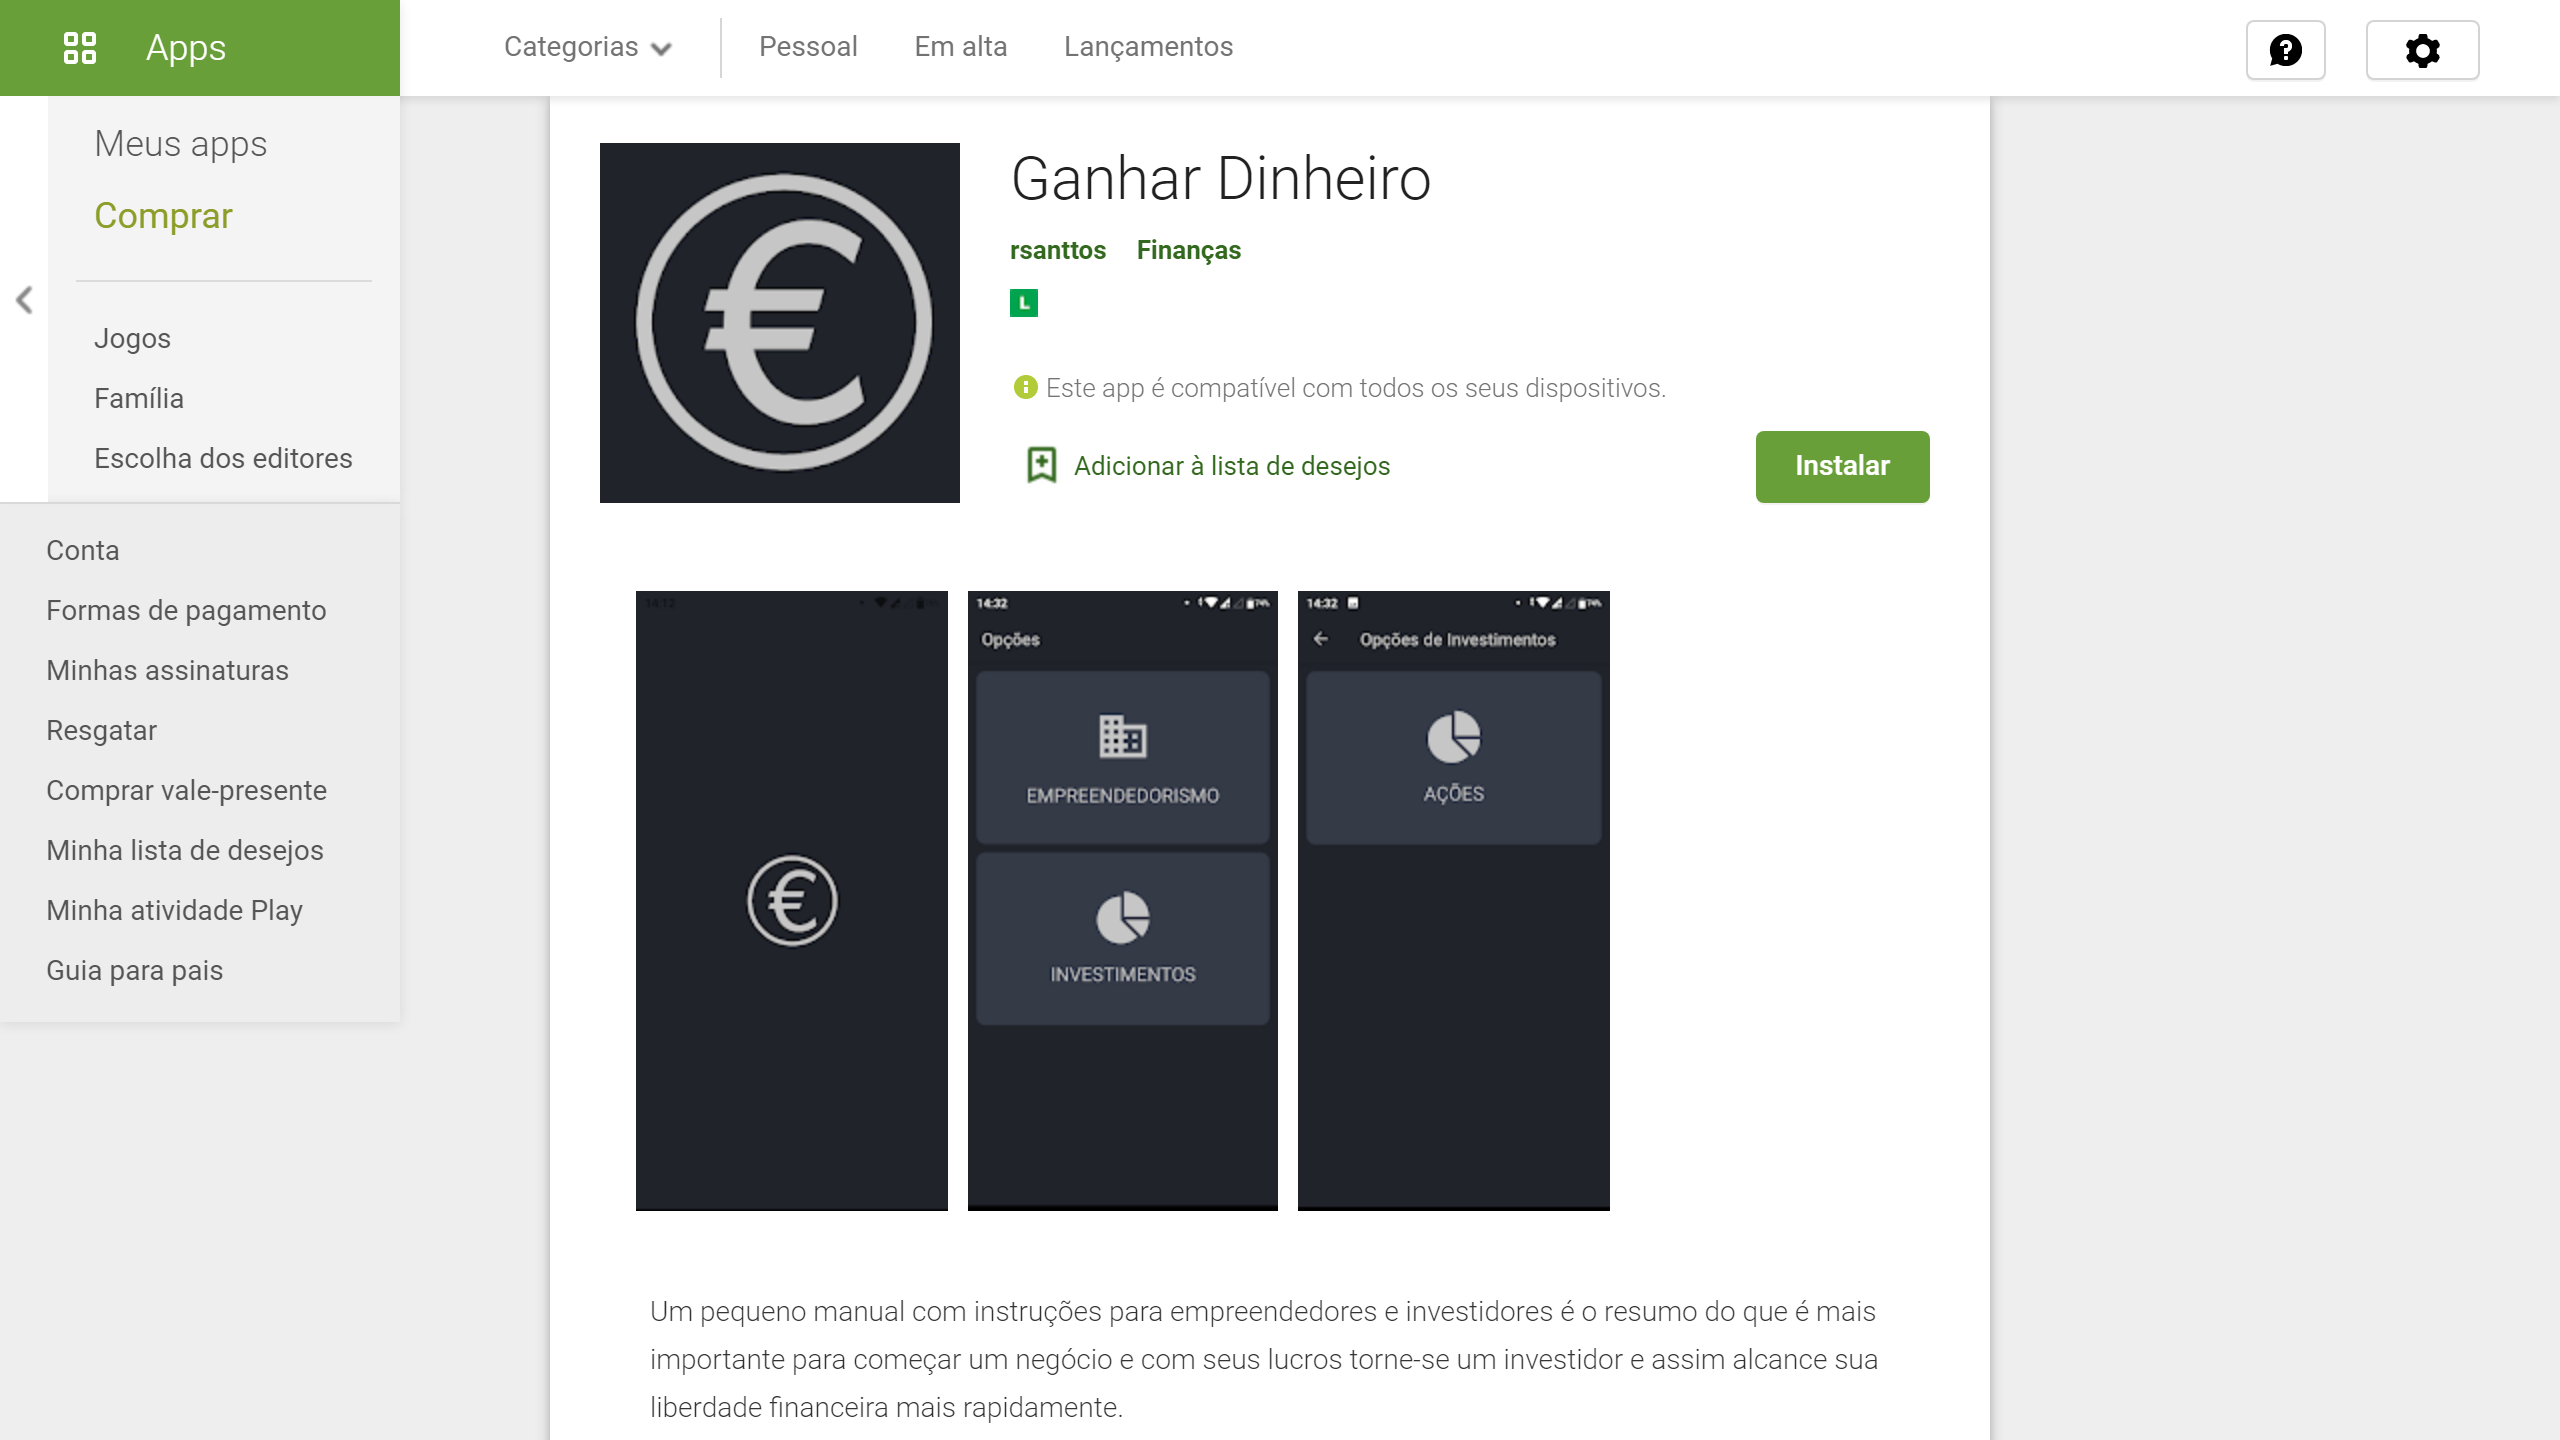 Apps
Categorias
Pessoal
Em alta
Lançamentos
Meus apps
Comprar
Jogos
Família
Escolha dos editores
Conta
Formas de pagamento
Minhas assinaturas
Resgatar
Comprar vale-presente
Minha lista de desejos
Minha atividade Play
Guia para pais
Ganhar Dinheiro
rsanttos Finanças
L
Este app é compatível com todos os seus dispositivos.
Adicionar à lista de desejos
Instalar
14:12
14:32
Opções
EMPREENDEDORISMO
INVESTIMENTOS
14:32
Opções de Investimentos
AÇÕES
Um pequeno manual com instruções para empreendedores e investidores é o resumo do que é mais
importante para começar um negócio e com seus lucros torne-se um investidor e assim alcance sua
liberdade financeira mais rapidamente.